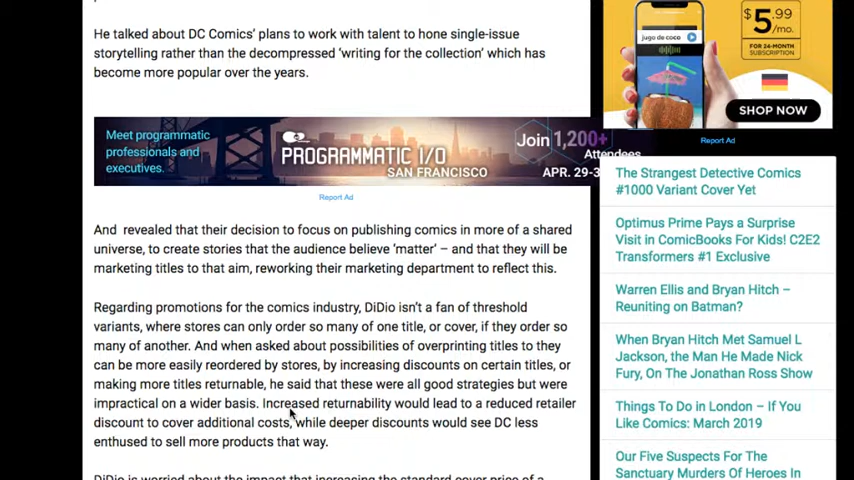 He talked about DC Comics' plans to work with talent to hone single-issue
storytelling rather than the decompressed 'writing for the collection' which has
become more popular over the years.
Meet programmatic
professionals and
executives.
PROGRAMMATIC I/O
SAN FRANCISCO
Join 1,200+
Attendees
APR. 29-3
Report Ad
And revealed that their decision to focus on publishing comics in more of a shared
universe, to create stories that the audience believe 'matter' – and that they will be
marketing titles to that aim, reworking their marketing department to reflect this.
Regarding promotions for the comics industry, DiDio isn't a fan of threshold
variants, where stores can only order so many of one title, or cover, if they order so
many of another. And when asked about possibilities of overprinting titles to they
can be more easily reordered by stores, by increasing discounts on certain titles, or
making more titles returnable, he said that these were all good strategies but were
impractical on a wider basis. Increased returnability would lead to a reduced retailer
discount to cover additional costs, while deeper discounts would see DC less
enthused to sell more products that way.
DiDio is worried about the impact that increasing the standard cover price of a
jugo de coco
$5.99
/mo.
FOR 24-MONTH
SUBSCRIPTION
SHOP NOW
Report Ad
The Strangest Detective Comics
#1000 Variant Cover Yet
Optimus Prime Pays a Surprise
Visit in ComicBooks For Kids! C2E2
Transformers #1 Exclusive
Warren Ellis and Bryan Hitch –
Reuniting on Batman?
When Bryan Hitch Met Samuel L
Jackson, the Man He Made Nick
Fury, On The Jonathan Ross Show
Things To Do in London – If You
Like Comics: March 2019
Our Five Suspects For The
Sanctuary Murders Of Heroes In